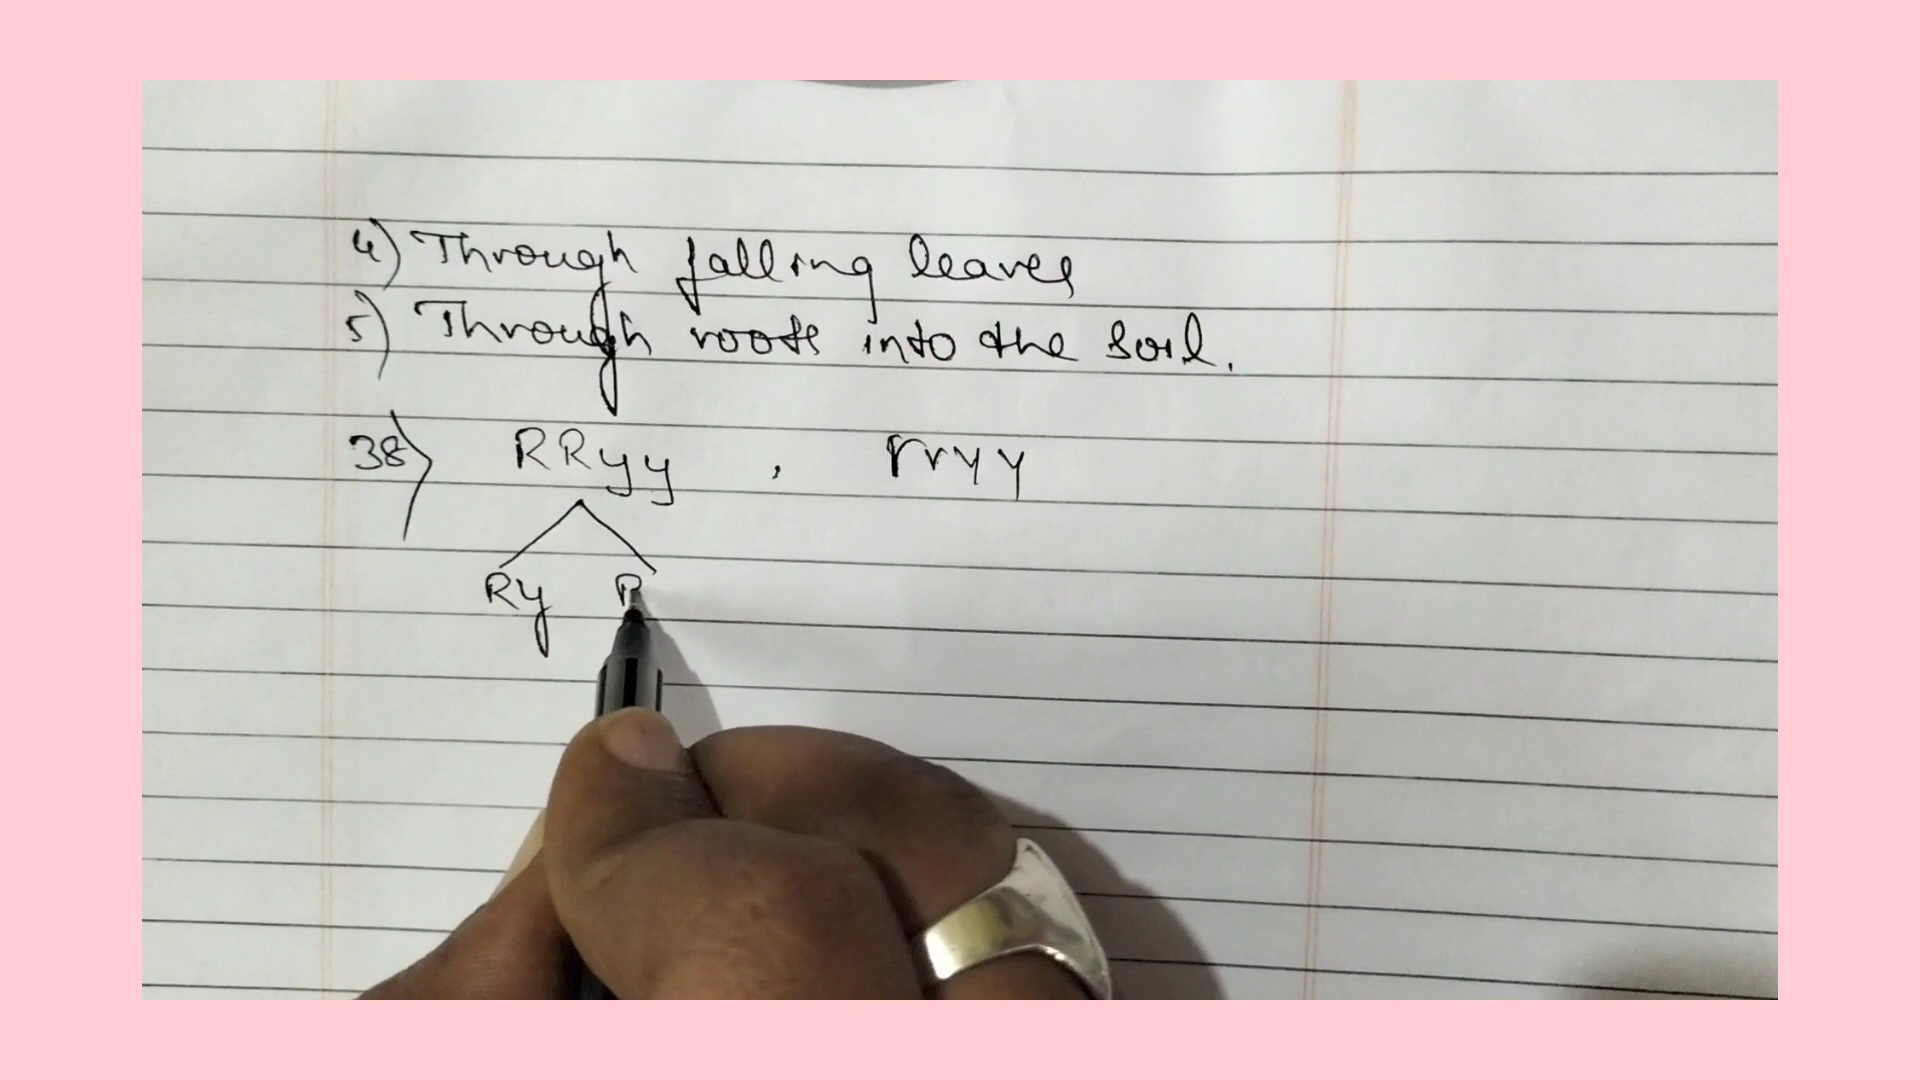 4) Through falling leaves
5) Through roots into the soil.
38) RRyy , rrYY
Ry R